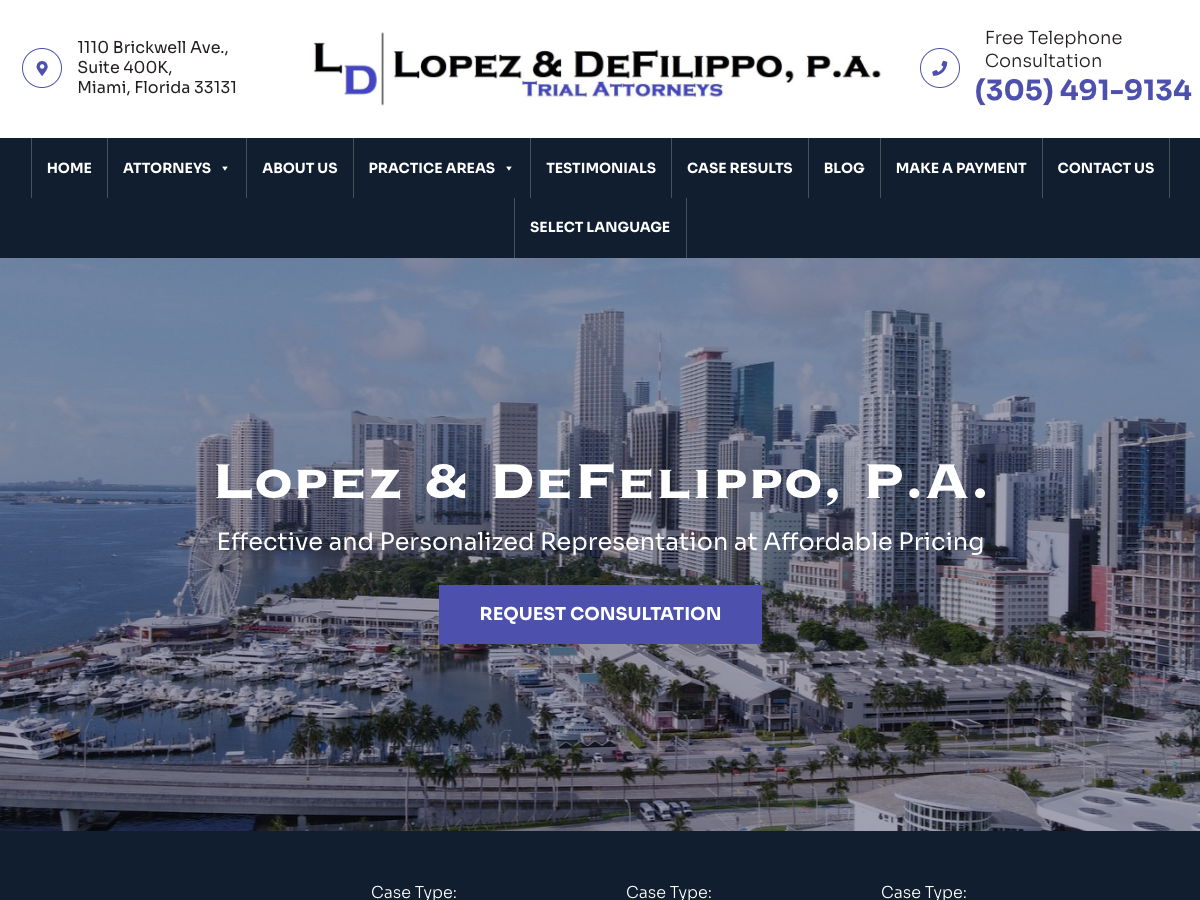 1110 Brickwell Ave.,
Suite 400K,
Miami, Florida 33131
LD LOPEZ & DEFILIPPO, P.A.
TRIAL ATTORNEYS
Free Telephone
Consultation
(305) 491-9134
HOME ATTORNEYS ABOUT US PRACTICE AREAS TESTIMONIALS CASE RESULTS BLOG MAKE A PAYMENT CONTACT US
SELECT LANGUAGE
LOPEZ & DEFELIPPO, P.A.
Effective and Personalized Representation at Affordable Pricing
REQUEST CONSULTATION
Case Type: Case Type: Case Type: